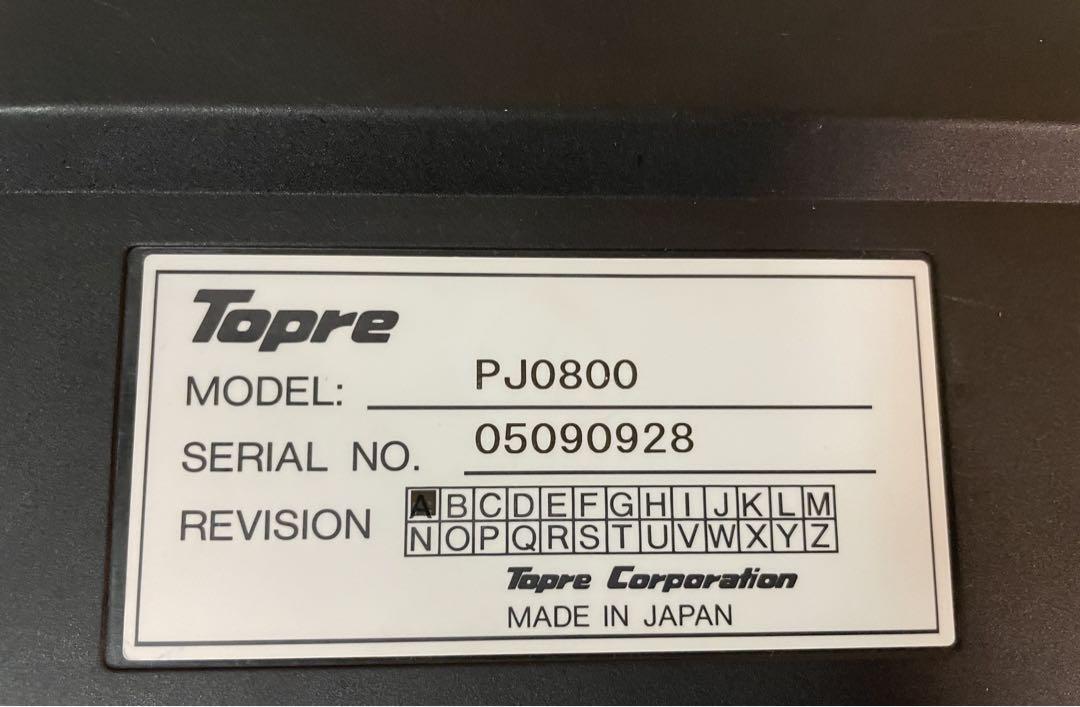 Topre
MODEL: PJ0800
SERIAL NO. 05090928
REVISION ABCDEFGHIJKLM
NOPQRSTUVWXYZ
Topre Corporation
MADE IN JAPAN